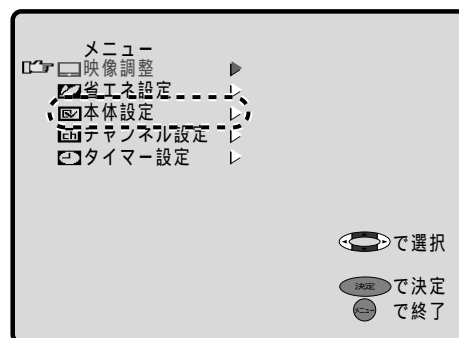 メニュー
映像調整
省エネ設定
本体設定
チャンネル設定
タイマー設定
で選択
決定 で決定
メニュー で終了